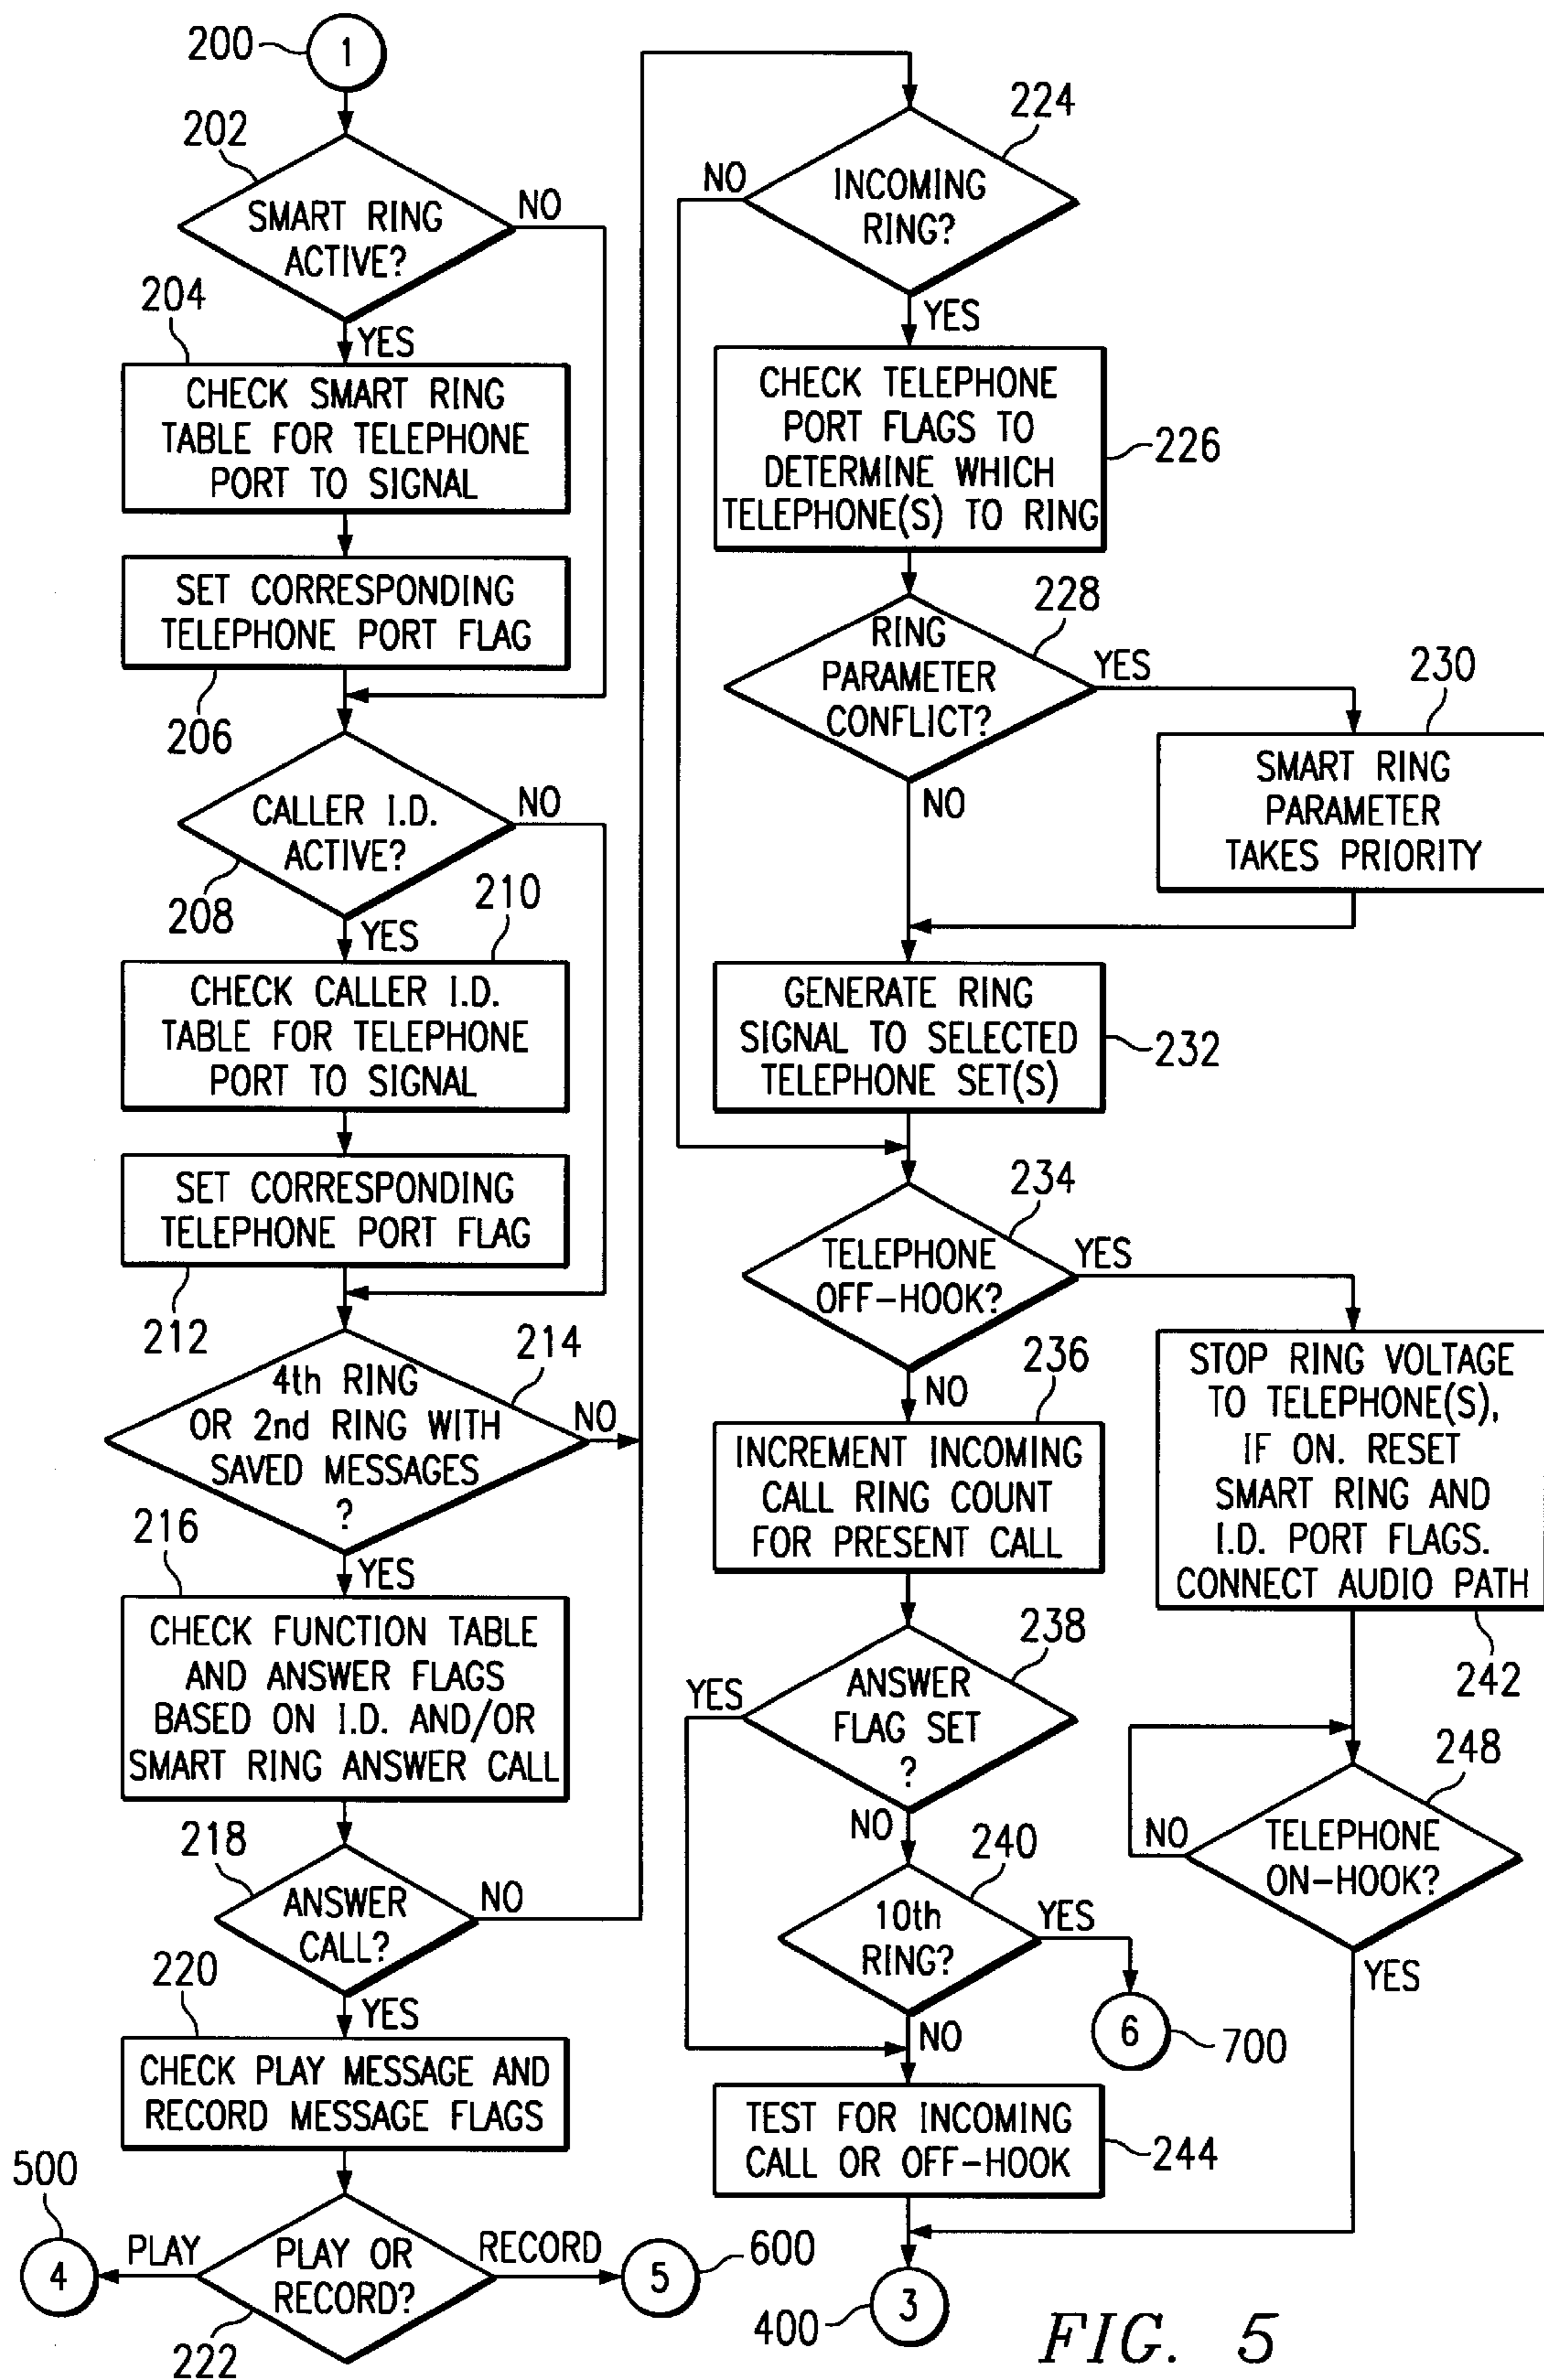 200
1
202
SMART RING
ACTIVE?
NO
YES
204
CHECK SMART RING
TABLE FOR TELEPHONE
PORT TO SIGNAL
SET CORRESPONDING
TELEPHONE PORT FLAG
206
CALLER I.D.
ACTIVE?
NO
208
YES
210
CHECK CALLER I.D.
TABLE FOR TELEPHONE
PORT TO SIGNAL
SET CORRESPONDING
TELEPHONE PORT FLAG
212
214
4th RING
OR 2nd RING WITH
SAVED MESSAGES
?
NO
216
YES
CHECK FUNCTION TABLE
AND ANSWER FLAGS
BASED ON I.D. AND/OR
SMART RING ANSWER CALL
218
ANSWER
CALL?
NO
220
YES
CHECK PLAY MESSAGE AND
RECORD MESSAGE FLAGS
500
4
PLAY
PLAY OR
RECORD?
RECORD
5
600
222
224
INCOMING
RING?
NO
YES
CHECK TELEPHONE
PORT FLAGS TO
DETERMINE WHICH
TELEPHONE(S) TO RING
226
228
RING
PARAMETER
CONFLICT?
YES
230
SMART RING
PARAMETER
TAKES PRIORITY
NO
GENERATE RING
SIGNAL TO SELECTED
TELEPHONE SET(S)
232
234
TELEPHONE
OFF-HOOK?
YES
NO
236
INCREMENT INCOMING
CALL RING COUNT
FOR PRESENT CALL
STOP RING VOLTAGE
TO TELEPHONE(S),
IF ON. RESET
SMART RING AND
I.D. PORT FLAGS.
CONNECT AUDIO PATH
242
238
ANSWER
FLAG SET
?
YES
NO
240
10th
RING?
YES
6
700
NO
248
TELEPHONE
ON-HOOK?
NO
YES
TEST FOR INCOMING
CALL OR OFF-HOOK
244
3
400
FIG. 5